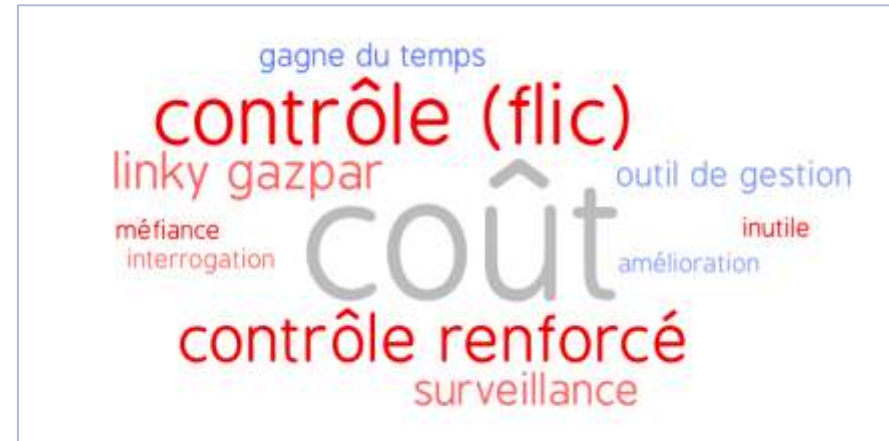 gagne du temps
contrôle (flic)
linky gazpar
outil de gestion
coût
méfiance
inutile
interrogation
amélioration
contrôle renforcé
surveillance